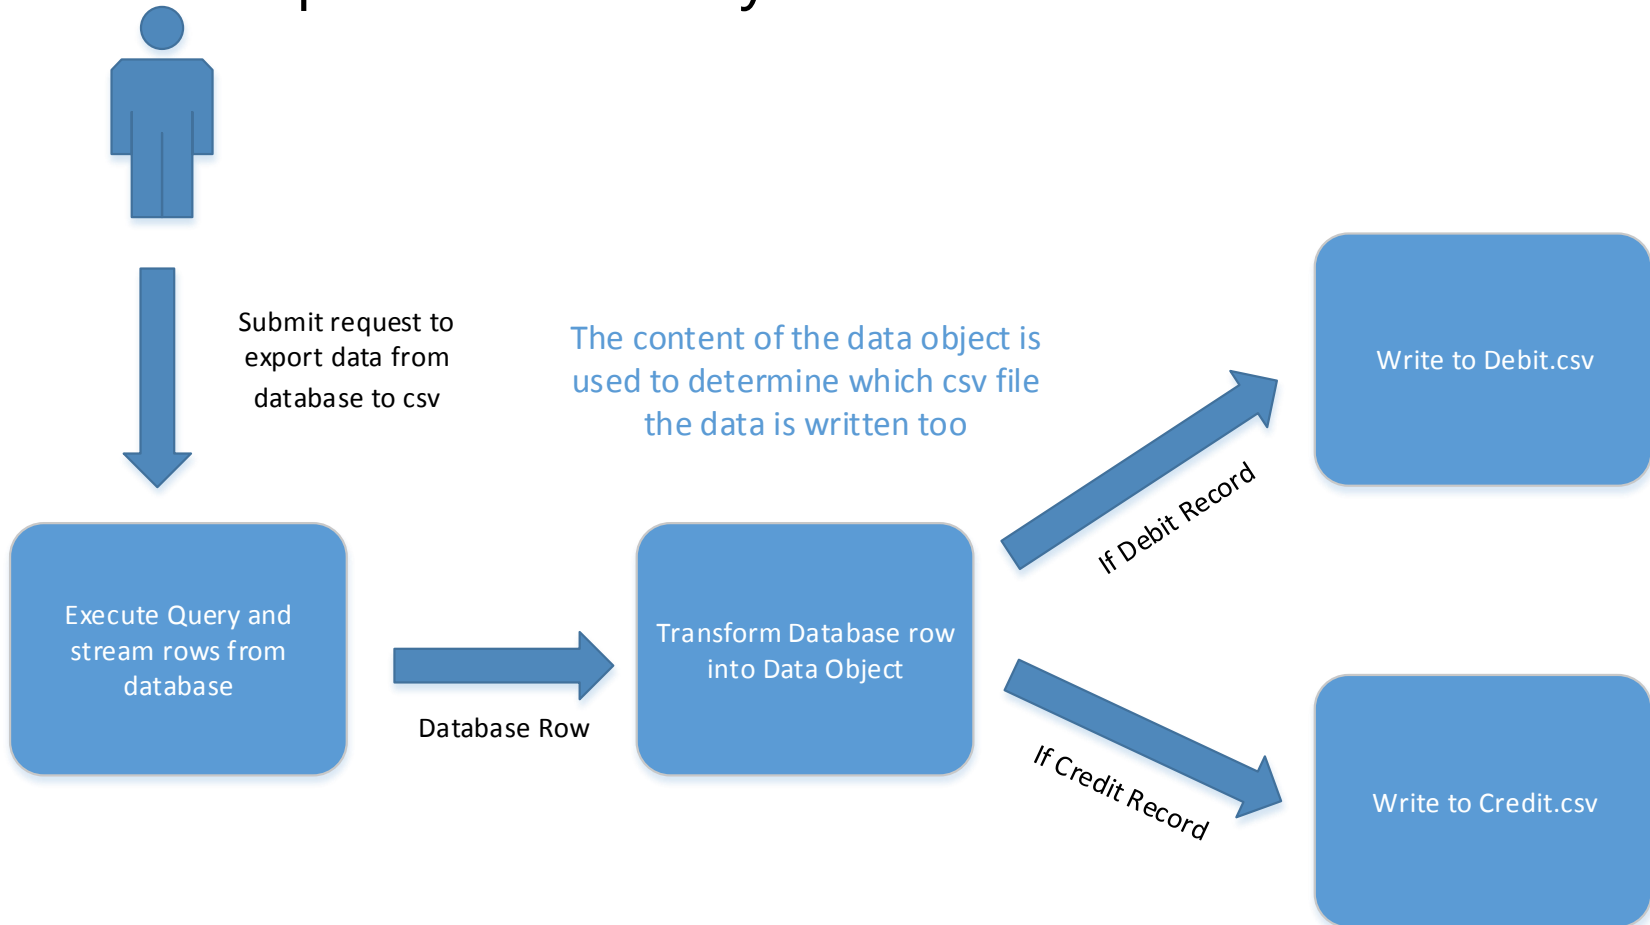 Submit request to
export data from
database to csv
The content of the data object is
used to determine which csv file
the data is written too
Write to Debit.csv
If Debit Record
Execute Query and
stream rows from
database
Database Row
Transform Database row
into Data Object
If Credit Record
Write to Credit.csv